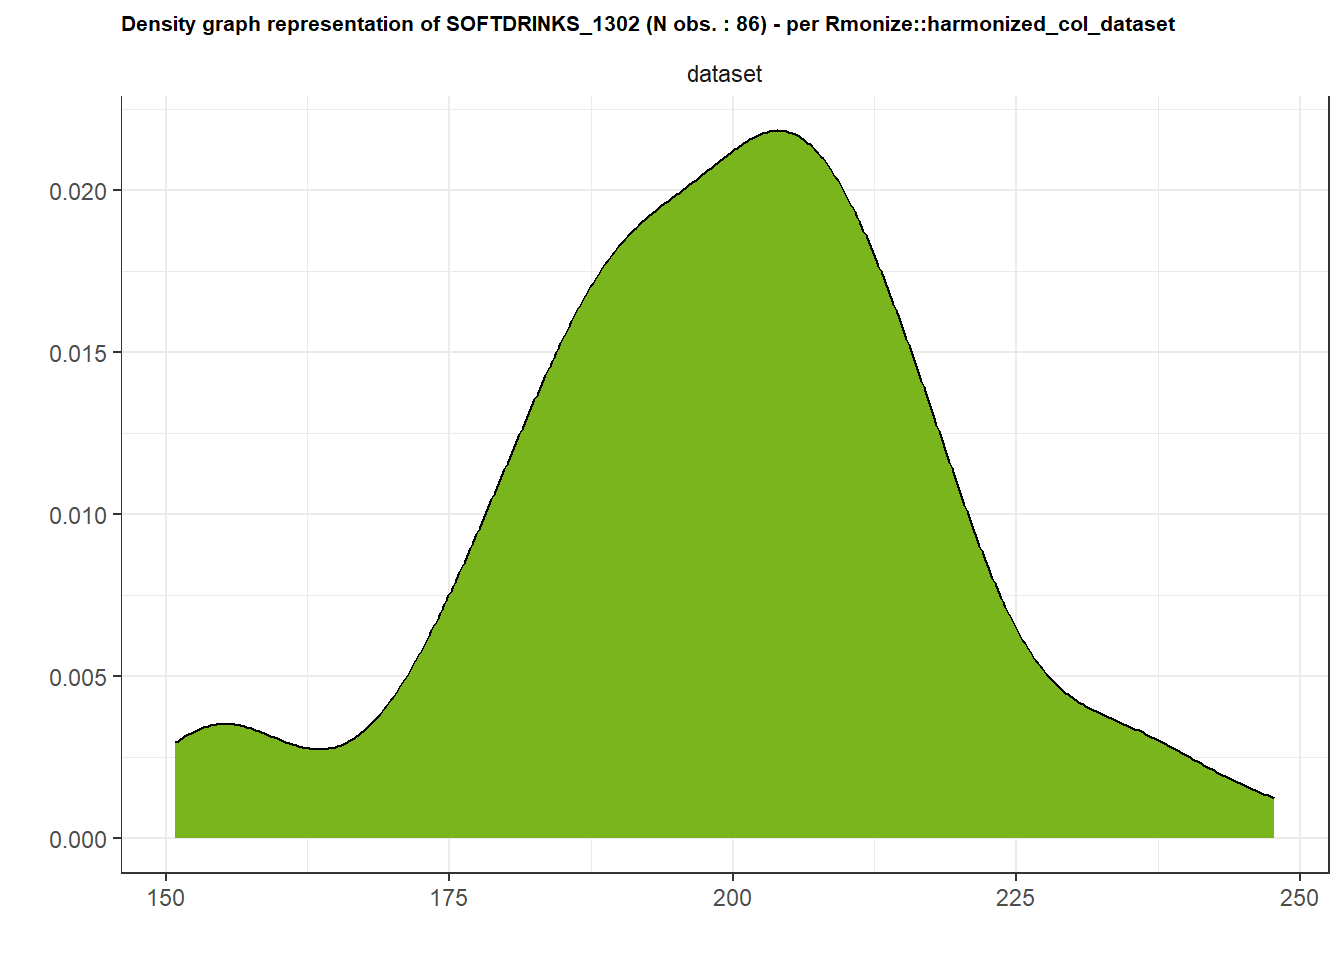 Density graph representation of SOFTDRINKS_1302 (N obs. : 86) - per Rmonize::harmonized_col_dataset
dataset
0.020
0.015
0.010
0.005
0.000
150 175 200 225 250